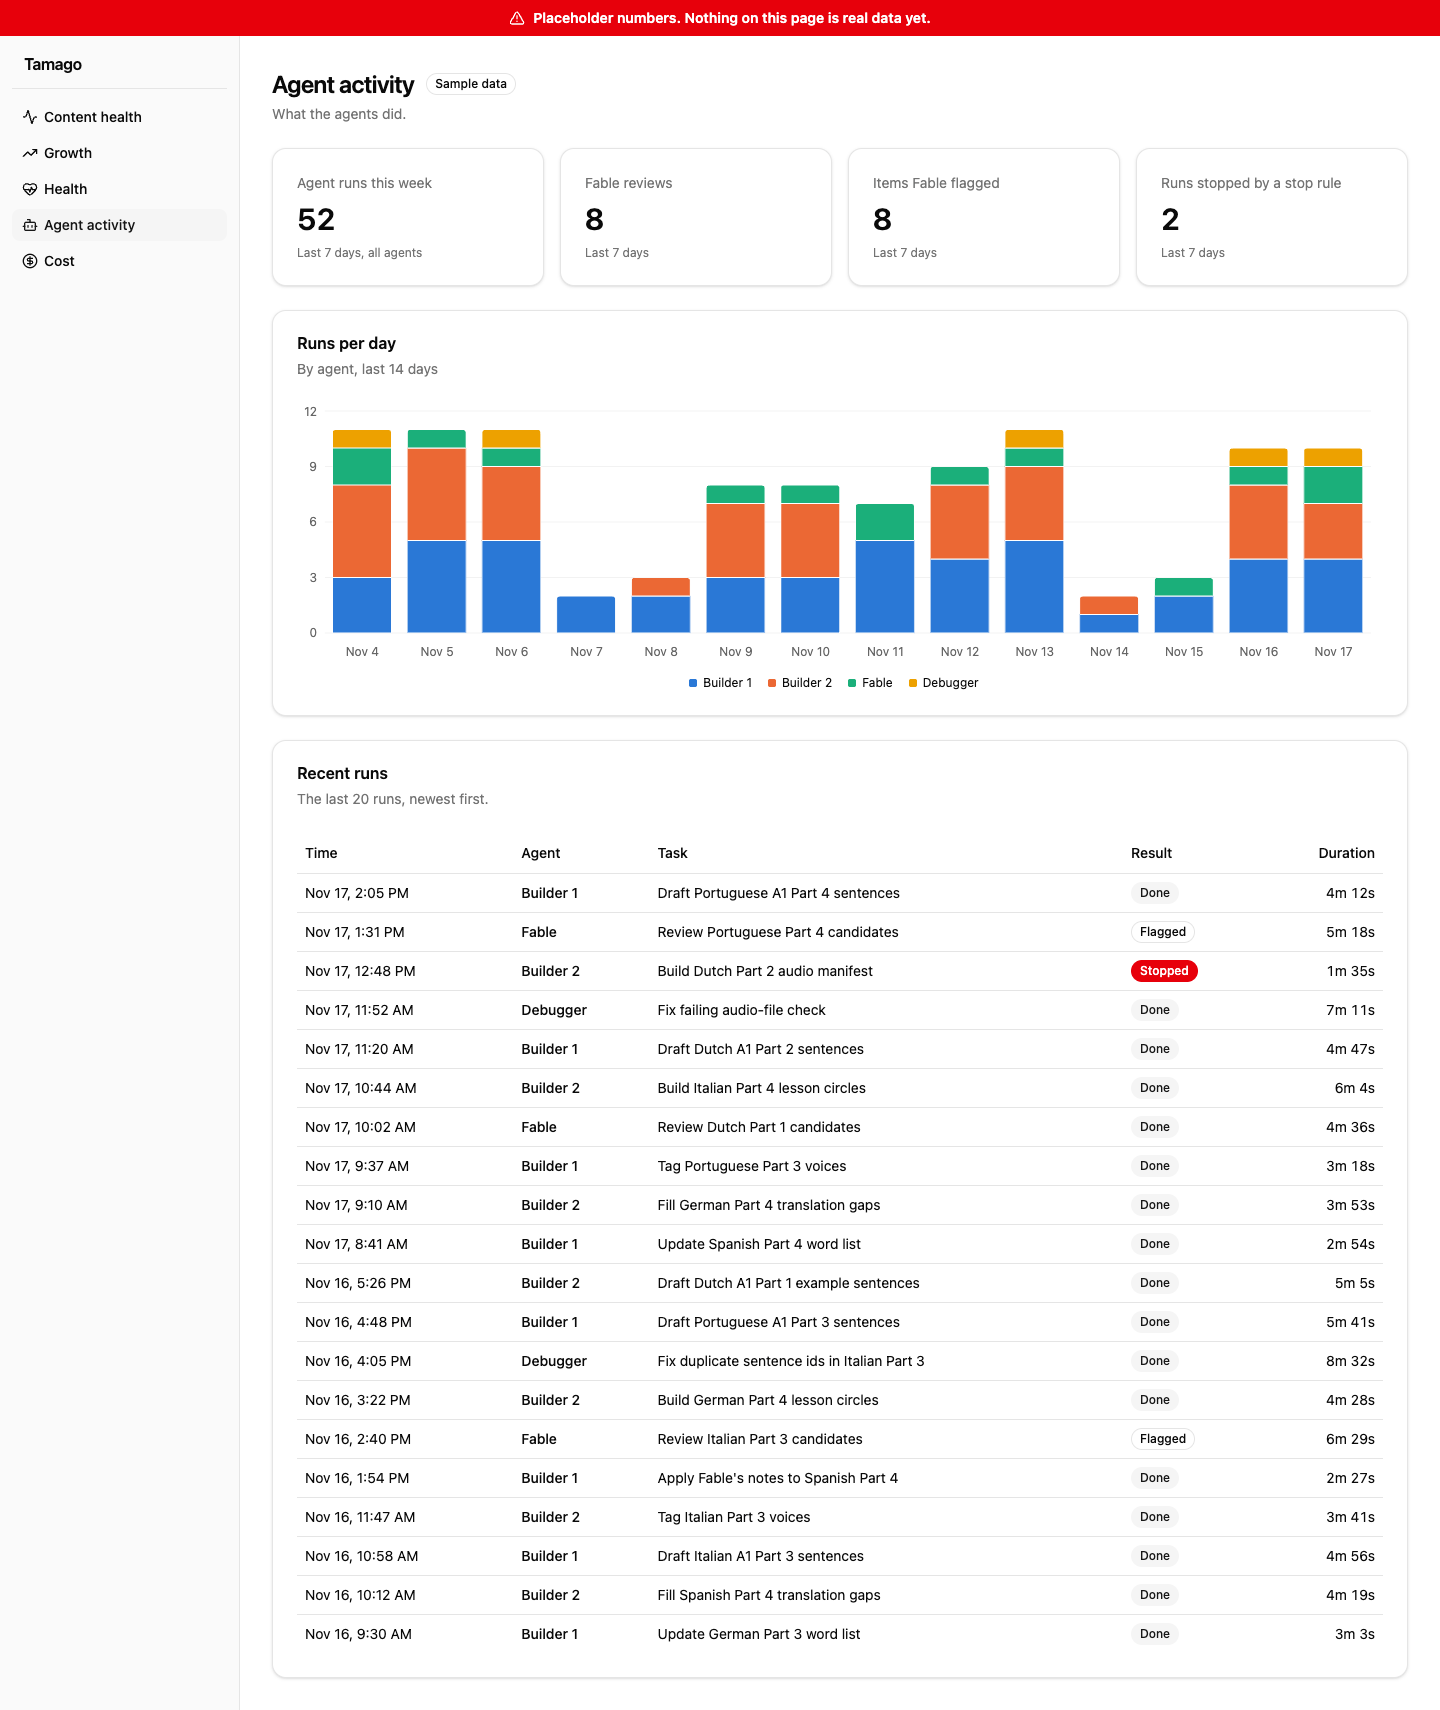 Placeholder numbers. Nothing on this page is real data yet.
Tamago
Content health
Growth
Health
Agent activity
Cost
Agent activity Sample data
What the agents did.
Agent runs this week
52
Last 7 days, all agents
Fable reviews
8
Last 7 days
Items Fable flagged
8
Last 7 days
Runs stopped by a stop rule
2
Last 7 days
Runs per day
By agent, last 14 days
12
9
6
3
0
Nov 4 Nov 5 Nov 6 Nov 7 Nov 8 Nov 9 Nov 10 Nov 11 Nov 12 Nov 13 Nov 14 Nov 15 Nov 16 Nov 17
Builder 1 Builder 2 Fable Debugger
Recent runs
The last 20 runs, newest first.
Time Agent Task Result Duration
Nov 17, 2:05 PM Builder 1 Draft Portuguese A1 Part 4 sentences Done 4m 12s
Nov 17, 1:31 PM Fable Review Portuguese Part 4 candidates Flagged 5m 18s
Nov 17, 12:48 PM Builder 2 Build Dutch Part 2 audio manifest Stopped 1m 35s
Nov 17, 11:52 AM Debugger Fix failing audio-file check Done 7m 11s
Nov 17, 11:20 AM Builder 1 Draft Dutch A1 Part 2 sentences Done 4m 47s
Nov 17, 10:44 AM Builder 2 Build Italian Part 4 lesson circles Done 6m 4s
Nov 17, 10:02 AM Fable Review Dutch Part 1 candidates Done 4m 36s
Nov 17, 9:37 AM Builder 1 Tag Portuguese Part 3 voices Done 3m 18s
Nov 17, 9:10 AM Builder 2 Fill German Part 4 translation gaps Done 3m 53s
Nov 17, 8:41 AM Builder 1 Update Spanish Part 4 word list Done 2m 54s
Nov 16, 5:26 PM Builder 2 Draft Dutch A1 Part 1 example sentences Done 5m 5s
Nov 16, 4:48 PM Builder 1 Draft Portuguese A1 Part 3 sentences Done 5m 41s
Nov 16, 4:05 PM Debugger Fix duplicate sentence ids in Italian Part 3 Done 8m 32s
Nov 16, 3:22 PM Builder 2 Build German Part 4 lesson circles Done 4m 28s
Nov 16, 2:40 PM Fable Review Italian Part 3 candidates Flagged 6m 29s
Nov 16, 1:54 PM Builder 1 Apply Fable's notes to Spanish Part 4 Done 2m 27s
Nov 16, 11:47 AM Builder 2 Tag Italian Part 3 voices Done 3m 41s
Nov 16, 10:58 AM Builder 1 Draft Italian A1 Part 3 sentences Done 4m 56s
Nov 16, 10:12 AM Builder 2 Fill Spanish Part 4 translation gaps Done 4m 19s
Nov 16, 9:30 AM Builder 1 Update German Part 3 word list Done 3m 3s